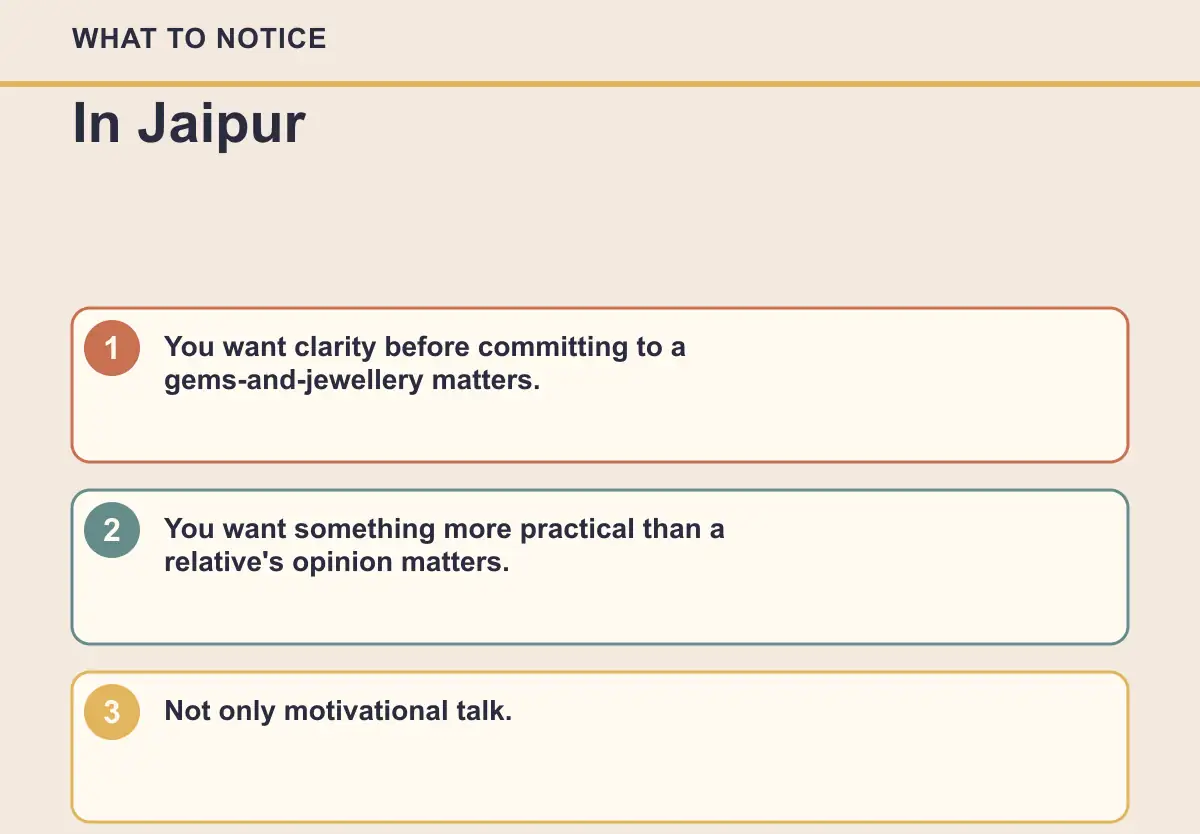 WHAT TO NOTICE
In Jaipur
1
You want clarity before committing to a
gems-and-jewellery matters.
2
You want something more practical than a
relative's opinion matters.
3
Not only motivational talk.